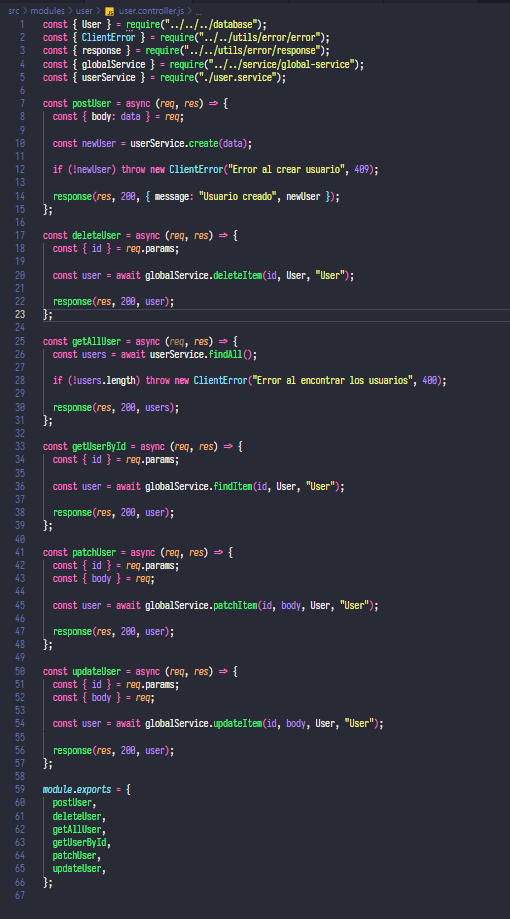 src > modules > user > JS user.controller.js > ...
1 const { User } = require("../../../database");
2 const { ClientError } = require("../../utils/error/error");
3 const { response } = require("../../utils/error/response");
4 const { globalService } = require("../../service/global-service");
5 const { userService } = require("./user.service");
6
7 const postUser = async (req, res) => {
8 const { body: data } = req;
9
10 const newUser = userService.create(data);
11
12 if (!newUser) throw new ClientError("Error al crear usuario", 409);
13
14 response(res, 200, { message: "Usuario creado", newUser });
15 };
16
17 const deleteUser = async (req, res) => {
18 const { id } = req.params;
19
20 const user = await globalService.deleteItem(id, User, "User");
21
22 response(res, 200, user);
23 };
24
25 const getAllUser = async (req, res) => {
26 const users = await userService.findAll();
27
28 if (!users.length) throw new ClientError("Error al encontrar los usuarios", 400);
29
30 response(res, 200, users);
31 };
32
33 const getUserById = async (req, res) => {
34 const { id } = req.params;
35
36 const user = await globalService.findItem(id, User, "User");
37
38 response(res, 200, user);
39 };
40
41 const patchUser = async (req, res) => {
42 const { id } = req.params;
43 const { body } = req;
44
45 const user = await globalService.patchItem(id, body, User, "User");
46
47 response(res, 200, user);
48 };
49
50 const updateUser = async (req, res) => {
51 const { id } = req.params;
52 const { body } = req;
53
54 const user = await globalService.updateItem(id, body, User, "User");
55
56 response(res, 200, user);
57 };
58
59 module.exports = {
60 postUser,
61 deleteUser,
62 getAllUser,
63 getUserById,
64 patchUser,
65 updateUser,
66 };
67